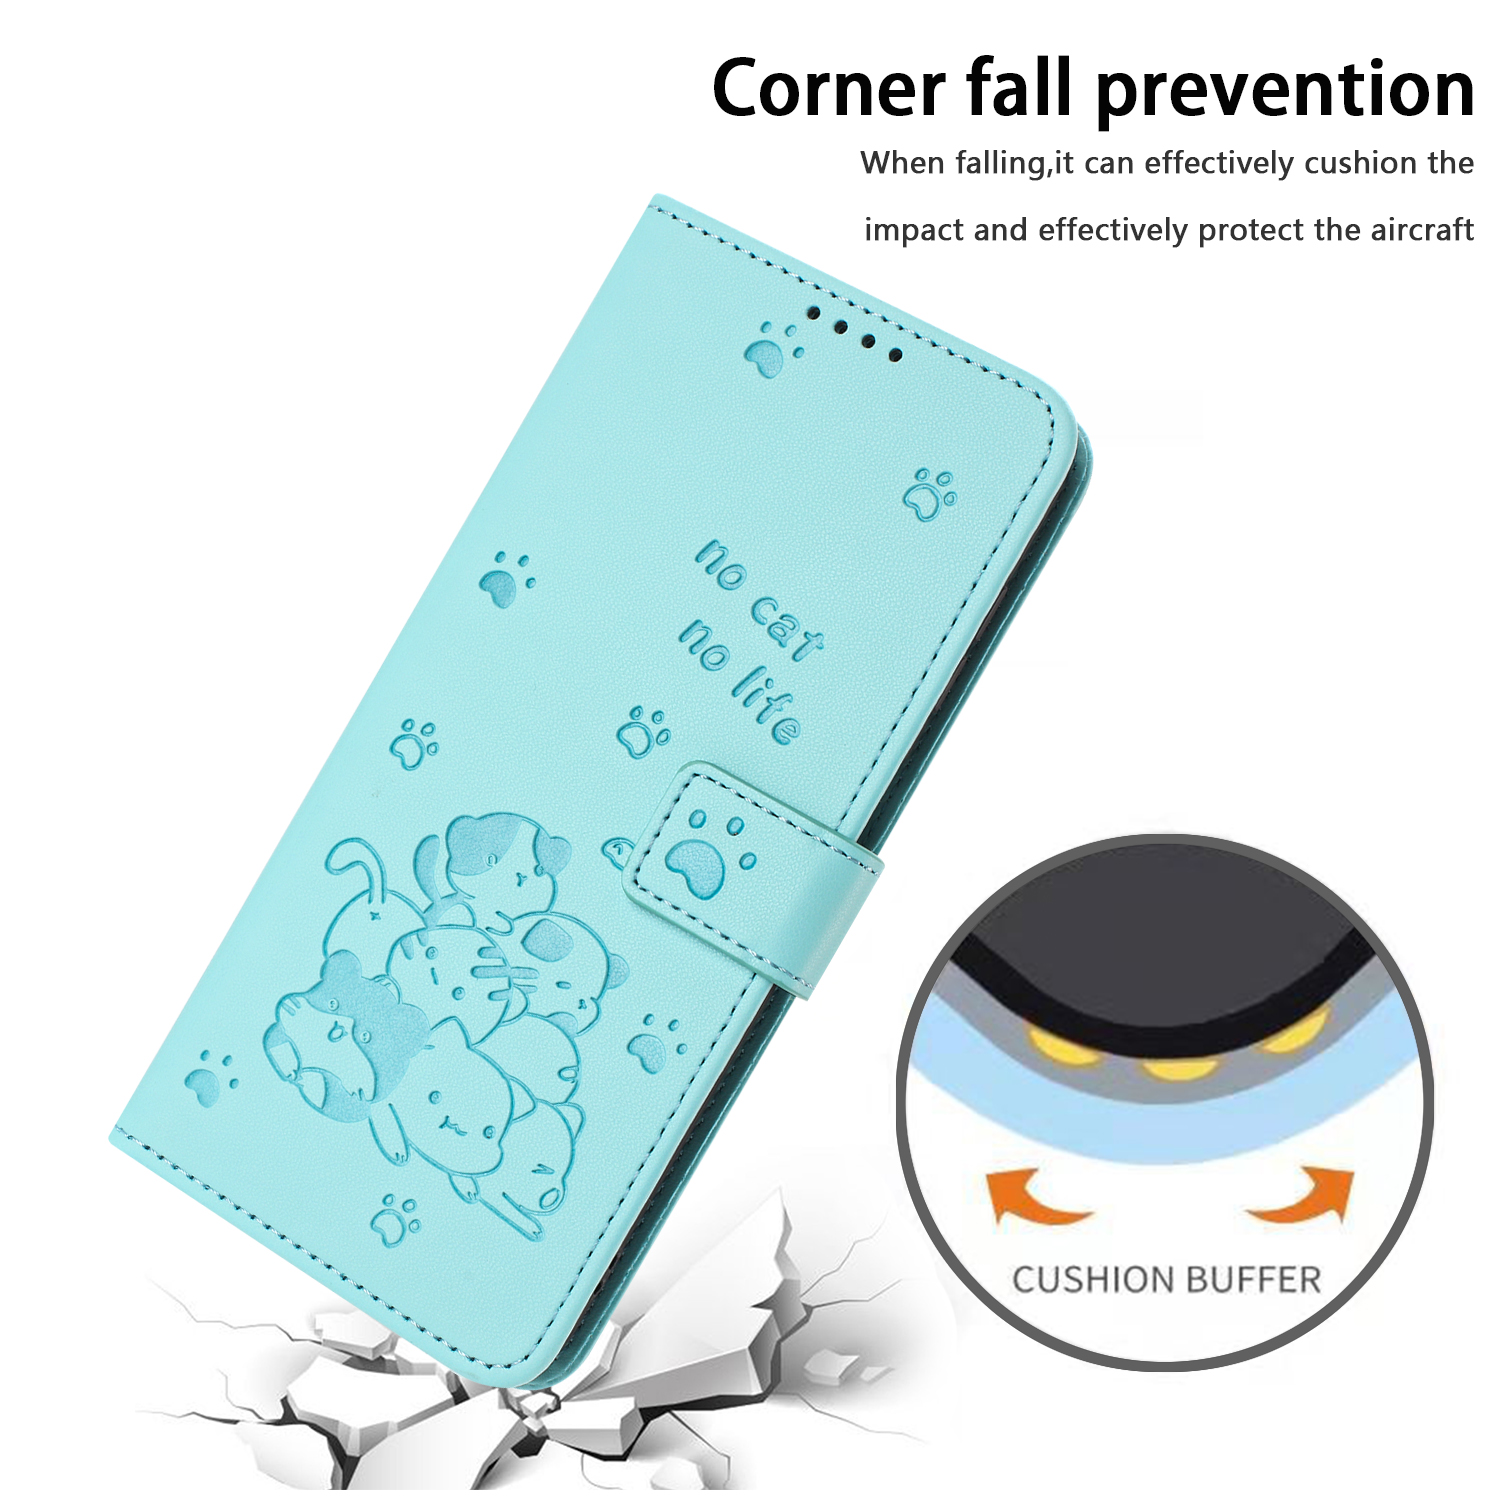 Corner fall prevention
When falling,it can effectively cushion the
impact and effectively protect the aircraft
no cat
no life
CUSHION BUFFER